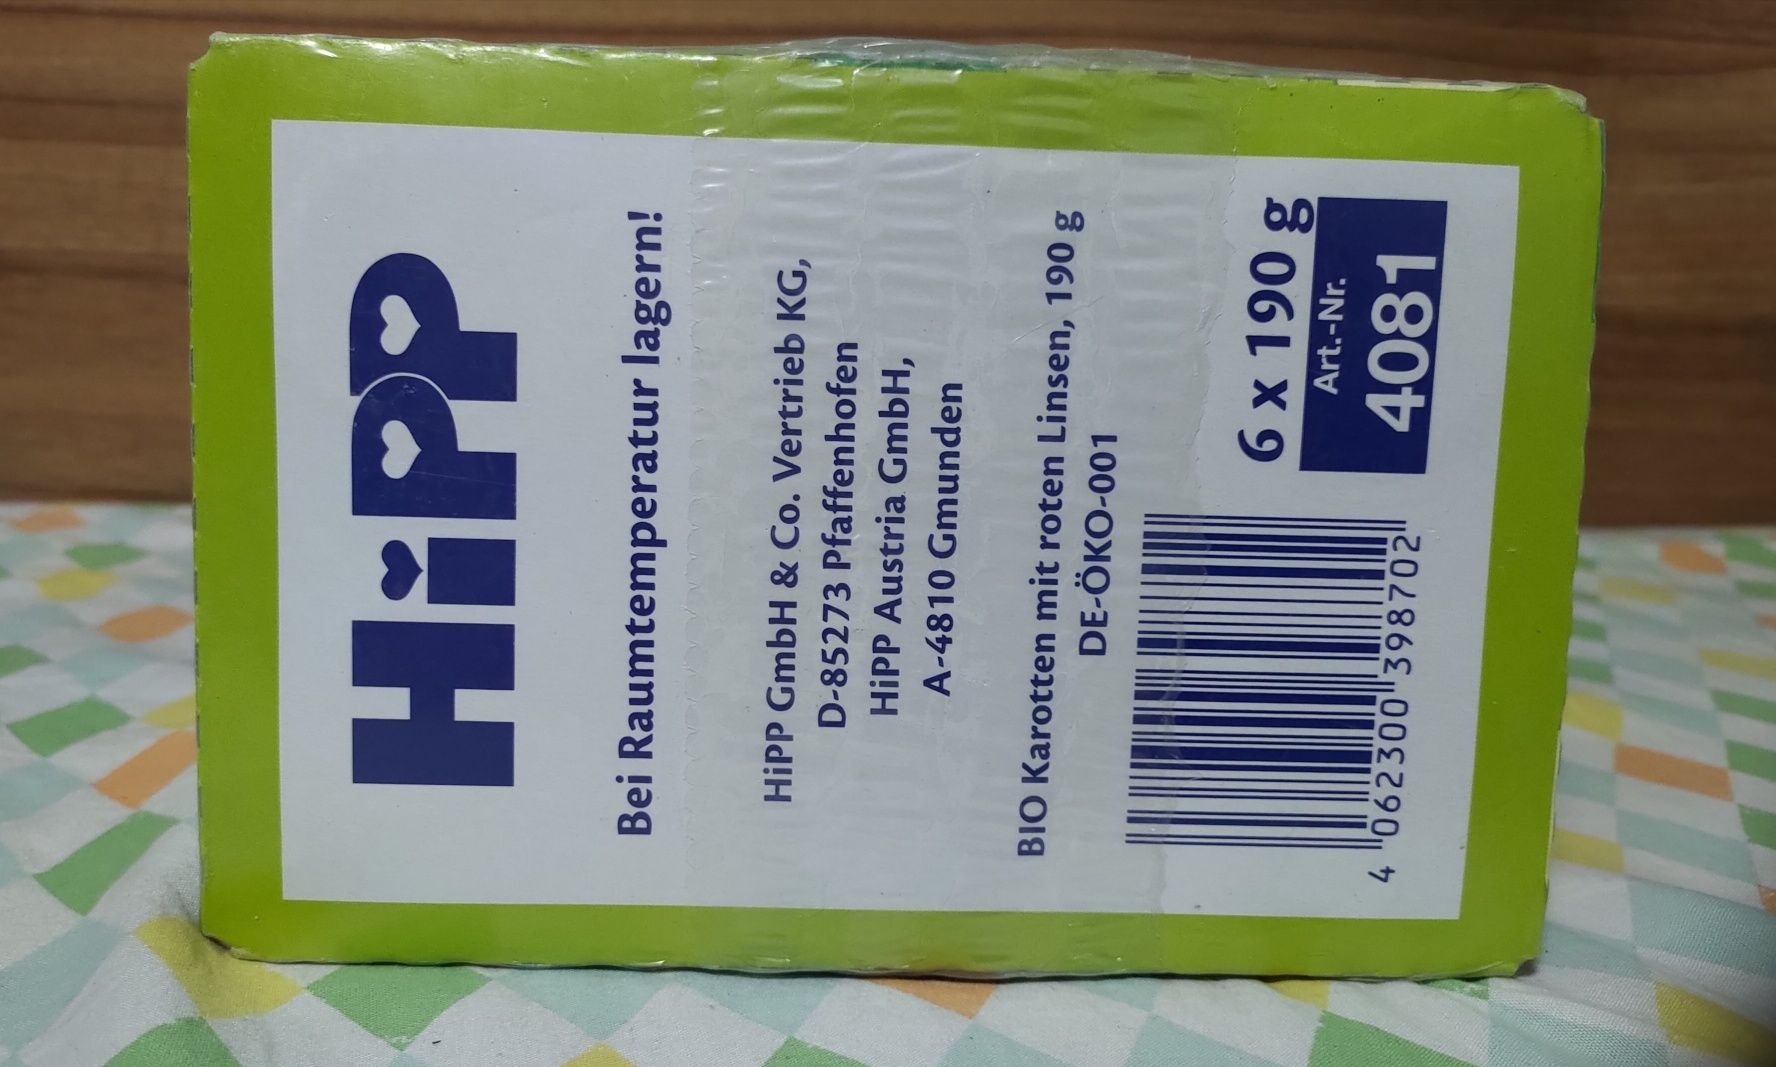 HiPP
Bei Raumtemperatur lagern!
HiPP GmbH & Co. Vertrieb KG,
D-85273 Pfaffenhofen
HiPP Austria GmbH,
A-4810 Gmunden
BIO Karotten mit roten Linsen, 190 g
DE-ÖKO-001
6 x 190 g
Art.-Nr.
4081
4 062300 398702